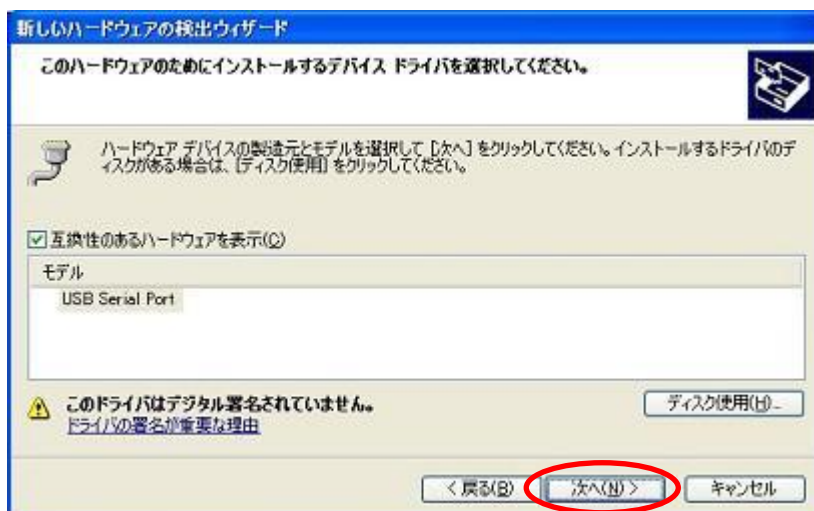 新しいハードウェアの検出ウィザード
このハードウェアのためにインストールするデバイス ドライバを選択してください。
ハードウェア デバイスの製造元とモデルを選択して [次へ] をクリックしてください。インストールするドライバのデ
ィスクがある場合は、[ディスク使用] をクリックしてください。
互換性のあるハードウェアを表示(C)
モデル
USB Serial Port
このドライバはデジタル署名されていません。
ディスク使用(H)...
ドライバの署名が重要な理由
< 戻る(B) 次へ(N) > キャンセル